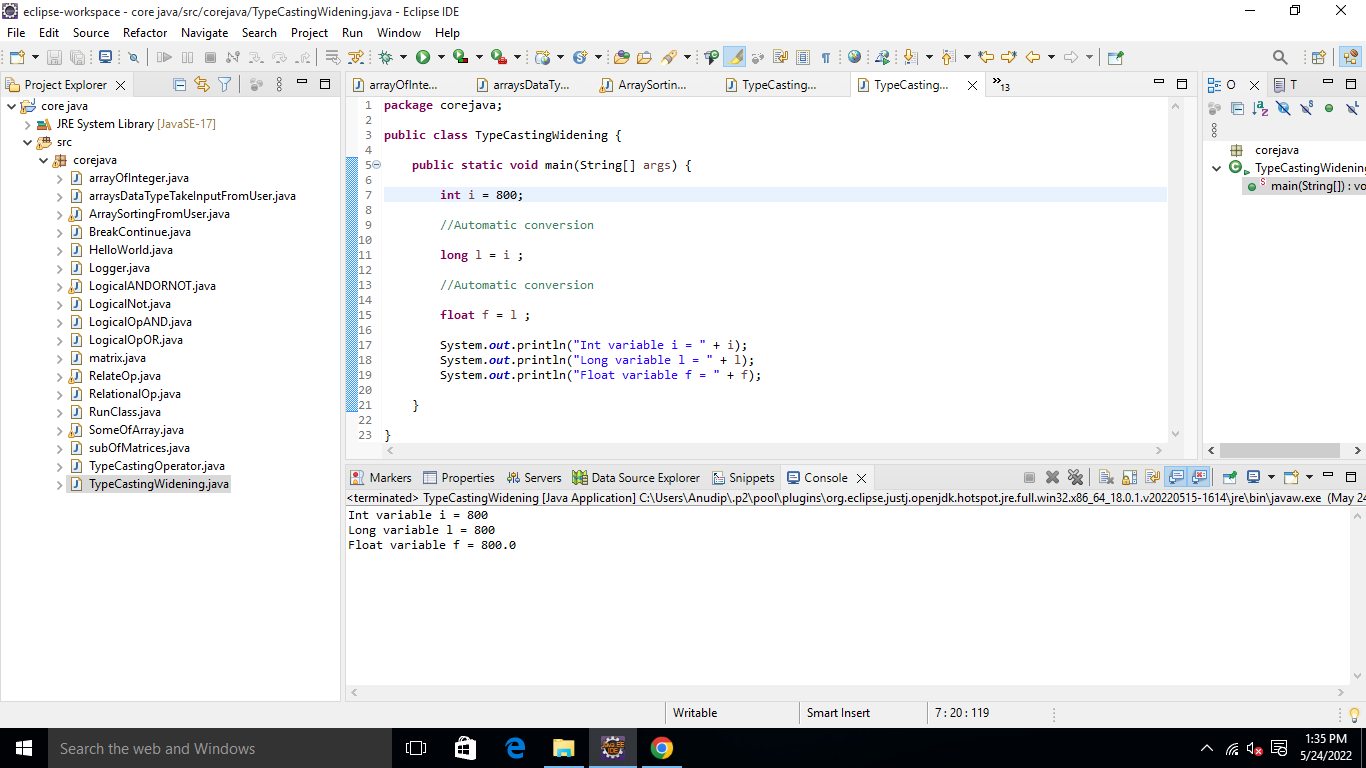 eclipse-workspace - core java/src/corejava/TypeCastingWidening.java - Eclipse IDE
File Edit Source Refactor Navigate Search Project Run Window Help
Project Explorer
core java
JRE System Library [JavaSE-17]
src
corejava
arrayOfInteger.java
arraysDataTypeTakeInputFromUser.java
ArraySortingFromUser.java
BreakContinue.java
HelloWorld.java
Logger.java
LogicalANDORNOT.java
LogicalNot.java
LogicalOpAND.java
LogicalOpOR.java
matrix.java
RelateOp.java
RelationalOp.java
RunClass.java
SomeOfArray.java
subOfMatrices.java
TypeCastingOperator.java
TypeCastingWidening.java
arrayOfInte... arraysDataTy... ArraySortin... TypeCasting... TypeCasting... »13
1 package corejava;
2
3 public class TypeCastingWidening {
4
5 public static void main(String[] args) {
6
7 int i = 800;
8
9 //Automatic conversion
10
11 long l = i ;
12
13 //Automatic conversion
14
15 float f = l ;
16
17 System.out.println("Int variable i = " + i);
18 System.out.println("Long variable l = " + l);
19 System.out.println("Float variable f = " + f);
20
21 }
22
23 }
O T
corejava
TypeCastingWidening
main(String[]) : vo
Markers Properties Servers Data Source Explorer Snippets Console
<terminated> TypeCastingWidening [Java Application] C:\Users\Anudip\.p2\pool\plugins\org.eclipse.justj.openjdk.hotspot.jre.full.win32.x86_64_18.0.1.v20220515-1614\jre\bin\javaw.exe (May 24
Int variable i = 800
Long variable l = 800
Float variable f = 800.0
Writable Smart Insert 7 : 20 : 119
Search the web and Windows
1:35 PM
5/24/2022